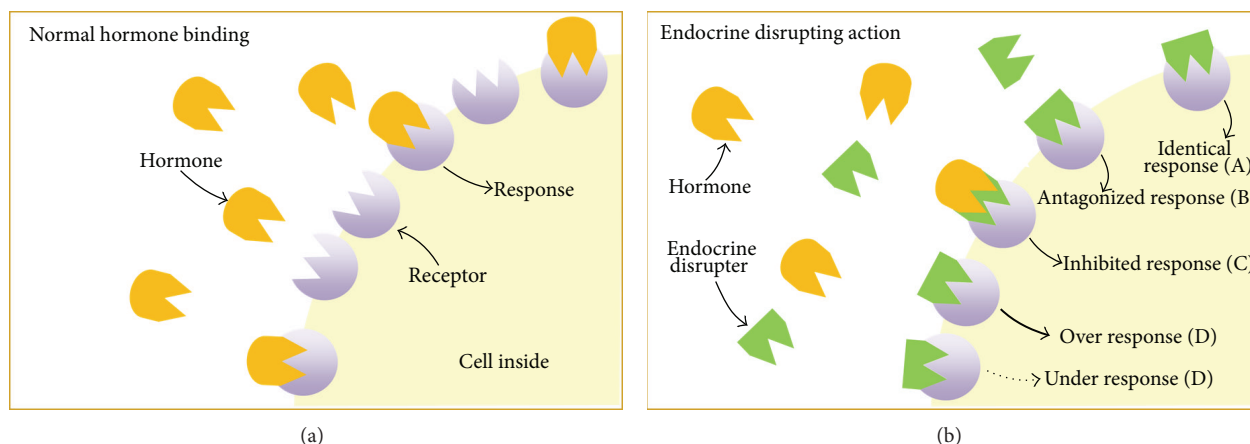 Normal hormone binding
Hormone
Response
Receptor
Cell inside
(a)
Endocrine disrupting action
Hormone
Endocrine
disrupter
Identical
response (A)
Antagonized response (B
Inhibited response (C)
Over response (D)
Under response (D)
(b)